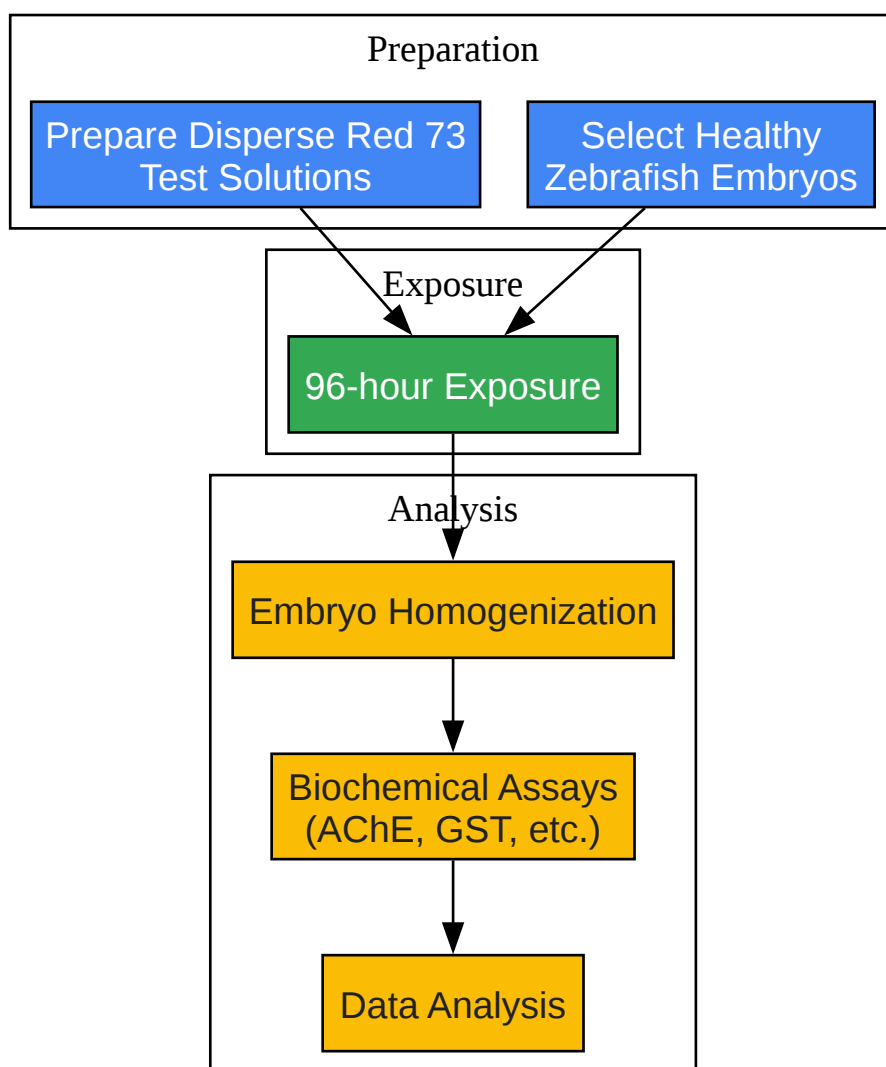 Preparation
Prepare Disperse Red 73
Test Solutions
Select Healthy
Zebrafish Embryos
Exposure
96-hour Exposure
Analysis
Embryo Homogenization
Biochemical Assays
(AChE, GST, etc.)
Data Analysis